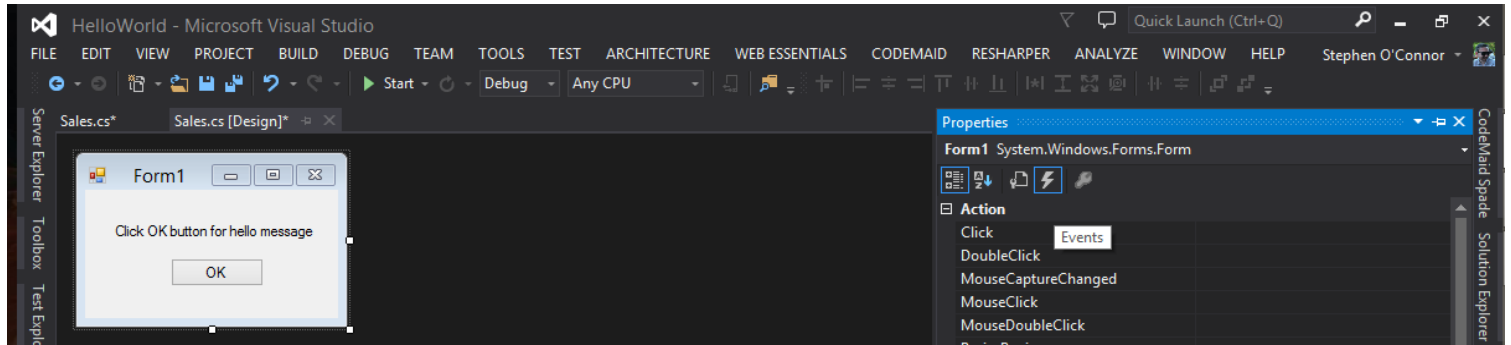 HelloWorld - Microsoft Visual Studio
Quick Launch (Ctrl+Q)
FILE EDIT VIEW PROJECT BUILD DEBUG TEAM TOOLS TEST ARCHITECTURE WEB ESSENTIALS CODEMAID RESHARPER ANALYZE WINDOW HELP Stephen O'Connor
Start Debug Any CPU
Server Explorer
Toolbox
Test Explo
Sales.cs* Sales.cs [Design]*
Form1
Click OK button for hello message
OK
Properties
Form1 System.Windows.Forms.Form
Action
Click
Events
DoubleClick
MouseCaptureChanged
MouseClick
MouseDoubleClick
CodeMaid Spade
Solution Explorer